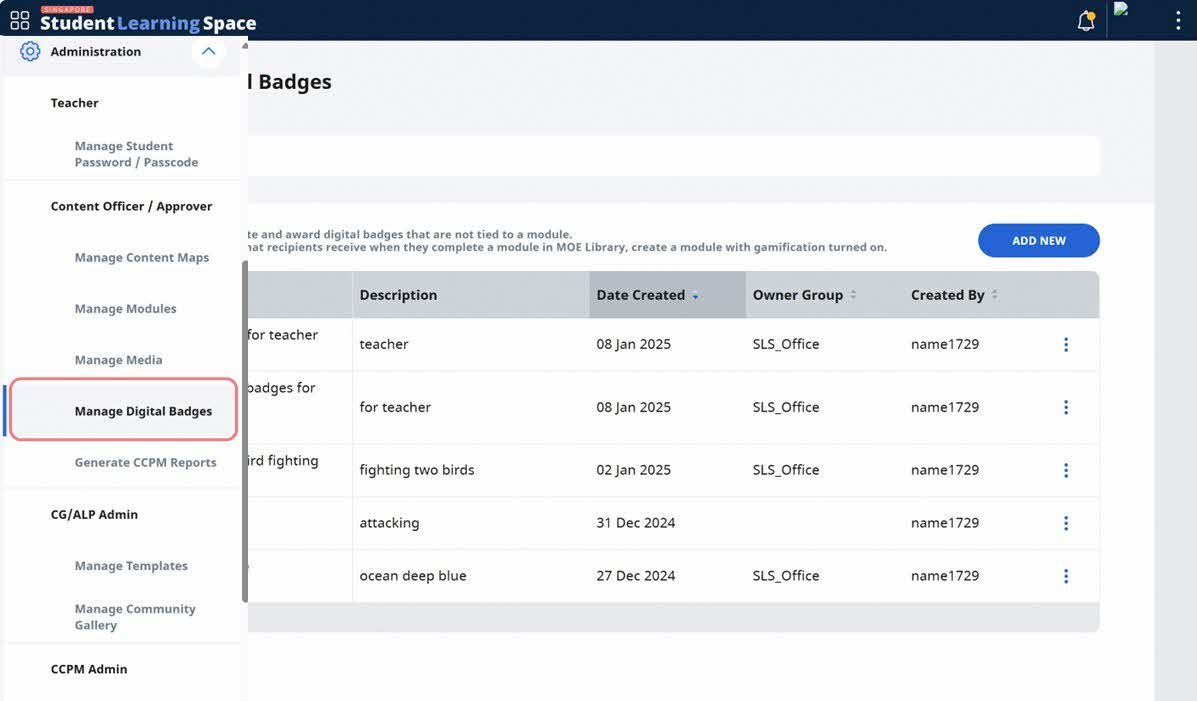 SINGAPORE
Student Learning Space
Administration
Teacher
Manage Student
Password / Passcode
Content Officer / Approver
Manage Content Maps
Manage Modules
Manage Media
Manage Digital Badges
Generate CCPM Reports
CG/ALP Admin
Manage Templates
Manage Community
Gallery
CCPM Admin
l Badges
te and award digital badges that are not tied to a module.
hat recipients receive when they complete a module in MOE Library, create a module with gamification turned on.
ADD NEW
Description Date Created Owner Group Created By
for teacher teacher 08 Jan 2025 SLS_Office name1729
badges for for teacher 08 Jan 2025 SLS_Office name1729
ird fighting fighting two birds 02 Jan 2025 SLS_Office name1729
attacking 31 Dec 2024 name1729
ocean deep blue 27 Dec 2024 SLS_Office name1729